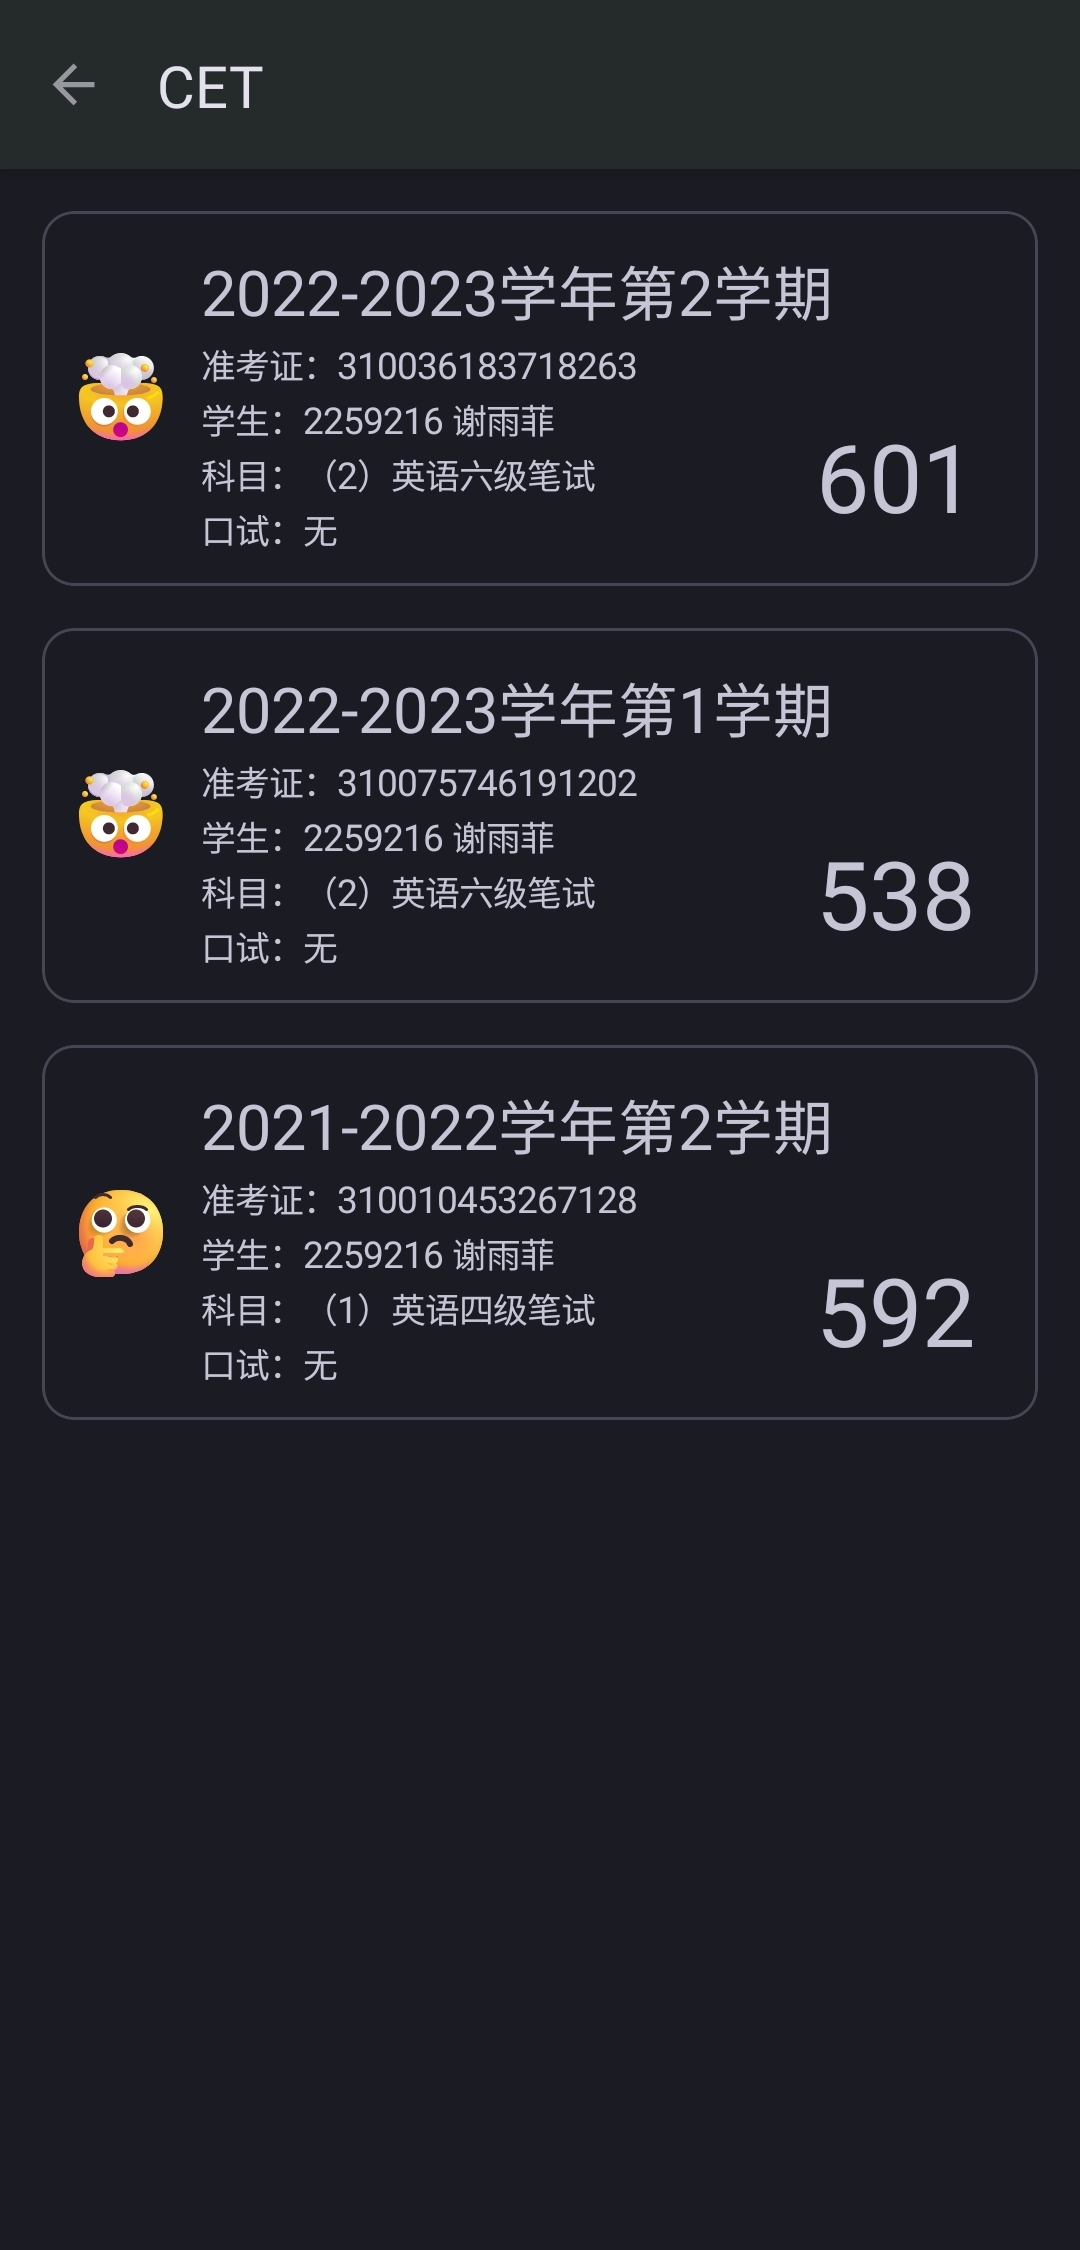 CET
2022-2023学年第2学期
准考证：310036183718263
学生：2259216 谢雨菲
科目：（2）英语六级笔试
口试：无
601
2022-2023学年第1学期
准考证：310075746191202
学生：2259216 谢雨菲
科目：（2）英语六级笔试
口试：无
538
2021-2022学年第2学期
准考证：310010453267128
学生：2259216 谢雨菲
科目：（1）英语四级笔试
口试：无
592